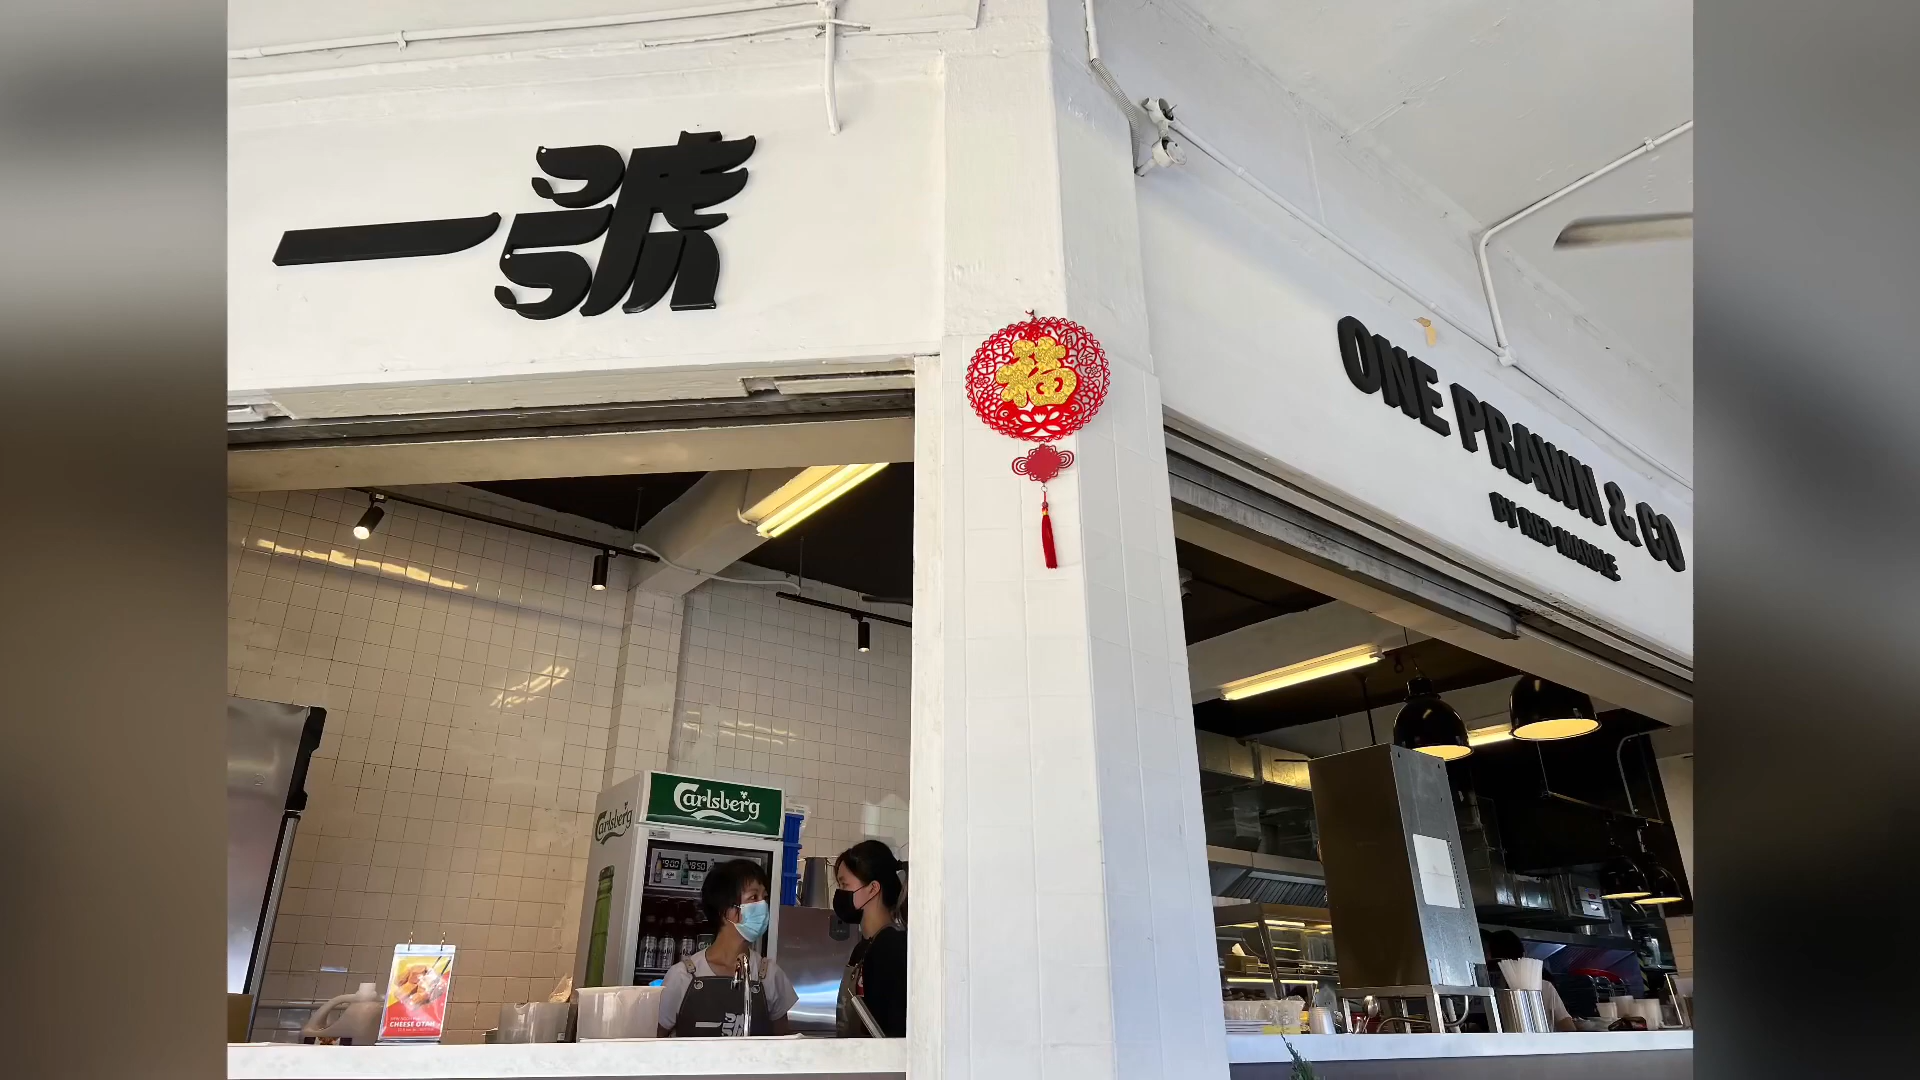 一號
福
ONE PRAWN & CO
BY RED MARBLE
Carlsberg
Carlsberg
CHEESE OTAH